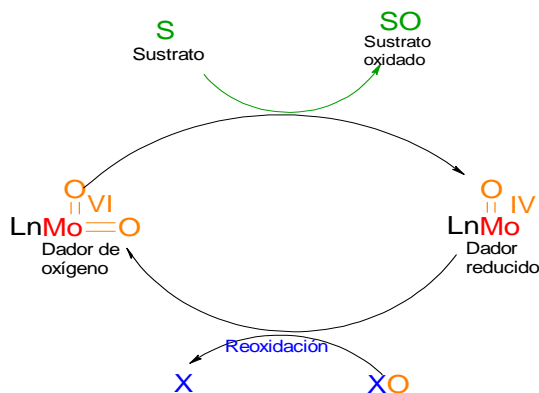 S
Sustrato
SO
Sustrato
oxidado
O
VI
LnMo=O
Dador de
oxígeno
O
IV
LnMo
Dador
reducido
Reoxidación
X
XO